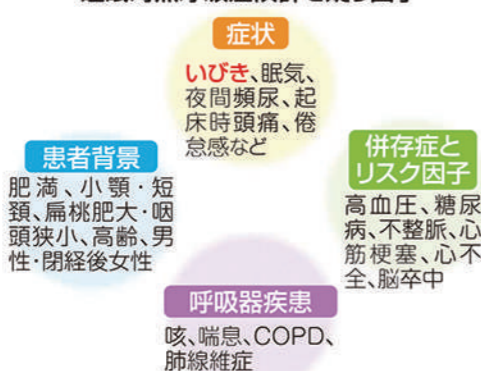 症状
いびき、眠気、
夜間頻尿、起
床時頭痛、倦
怠感など
患者背景
肥満、小顎・短
頚、扁桃肥大・咽
頭狭小、高齢、男
性・閉経後女性
併存症と
リスク因子
高血圧、糖尿
病、不整脈、心
筋梗塞、心不
全、脳卒中
呼吸器疾患
咳、喘息、COPD、
肺線維症